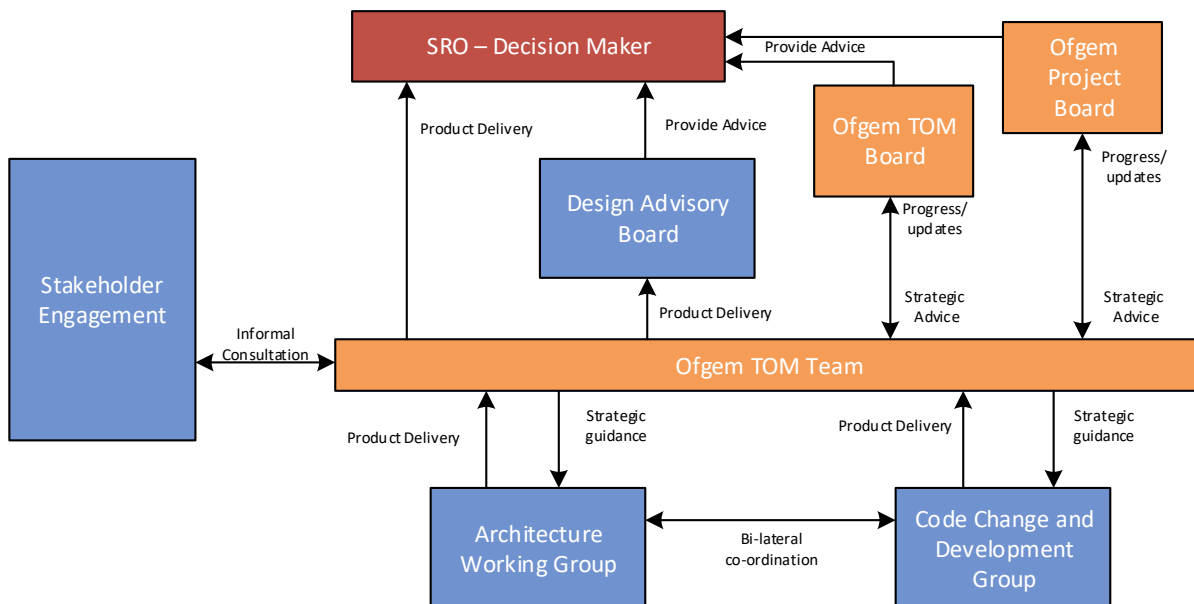 SRO – Decision Maker
Provide Advice
Ofgem
Project
Board
Product Delivery
Provide Advice
Ofgem TOM
Board
Progress/
updates
Design Advisory
Board
Progress/
updates
Stakeholder
Engagement
Informal
Consultation
Product Delivery
Strategic
Advice
Strategic
Advice
Ofgem TOM Team
Product Delivery
Strategic
guidance
Product Delivery
Strategic
guidance
Architecture
Working Group
Bi-lateral
co-ordination
Code Change and
Development
Group